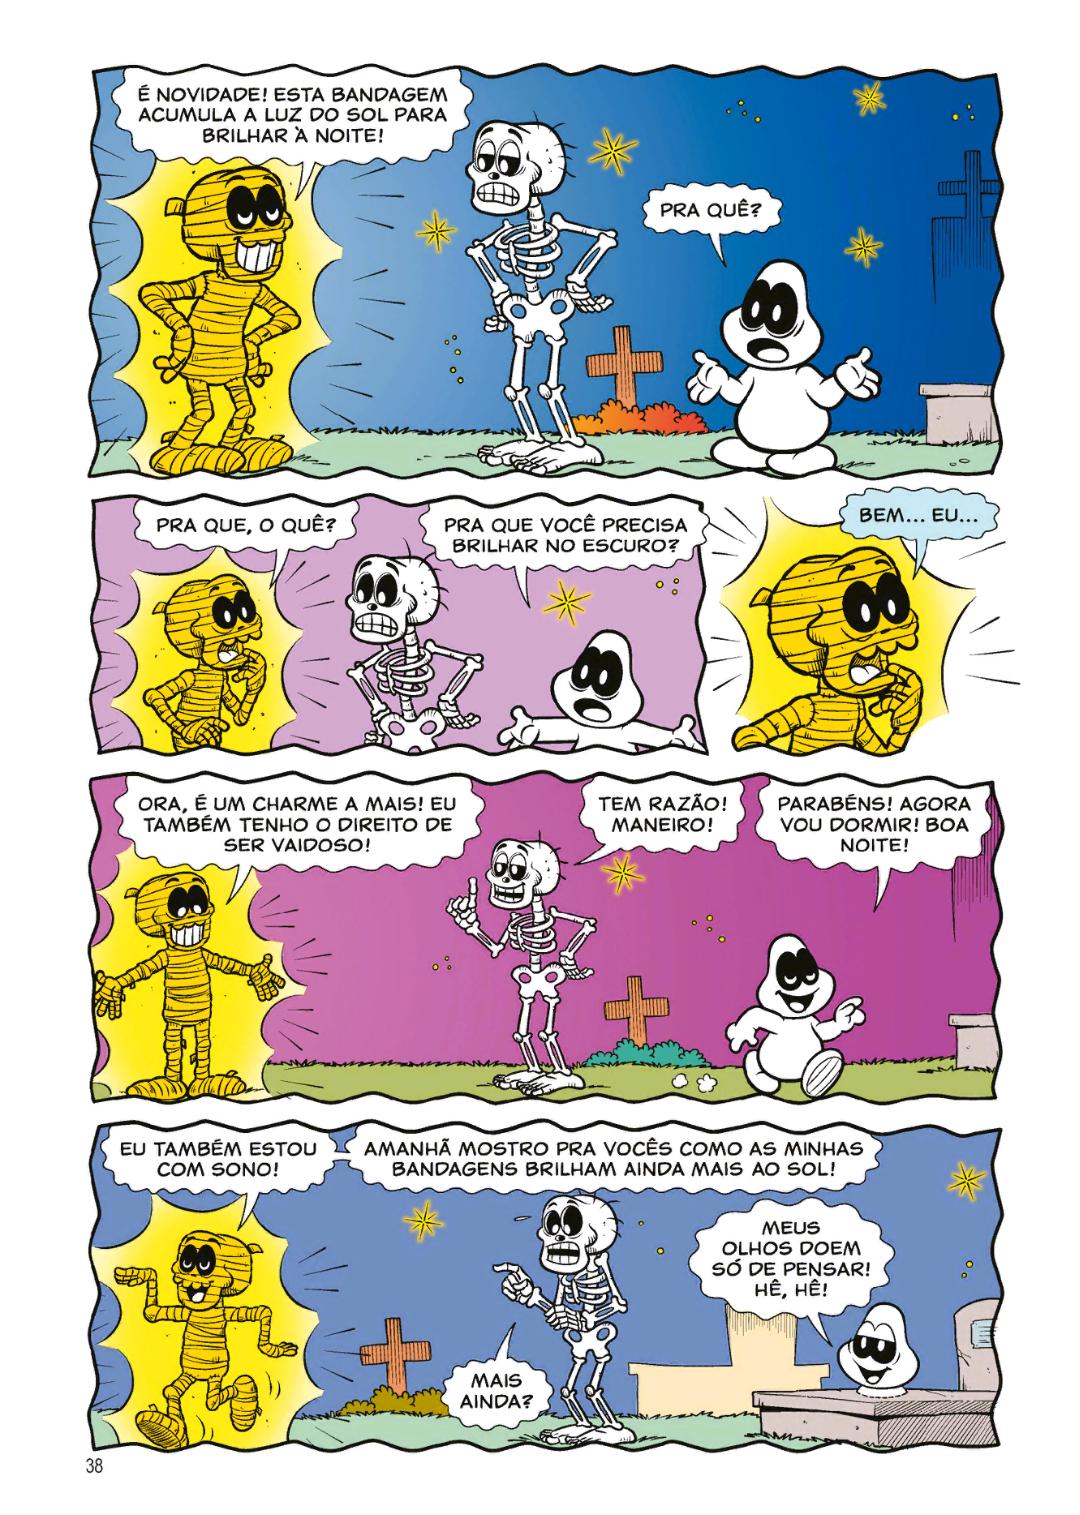 É NOVIDADE! ESTA BANDAGEM
ACUMULA A LUZ DO SOL PARA
BRILHAR À NOITE!
PRA QUÊ?
PRA QUE, O QUÊ?
PRA QUE VOCÊ PRECISA
BRILHAR NO ESCURO?
BEM... EU...
ORA, É UM CHARME A MAIS! EU
TAMBÉM TENHO O DIREITO DE
SER VAIDOSO!
TEM RAZÃO!
MANEIRO!
PARABÉNS! AGORA
VOU DORMIR! BOA
NOITE!
EU TAMBÉM ESTOU
COM SONO!
AMANHÃ MOSTRO PRA VOCÊS COMO AS MINHAS
BANDAGENS BRILHAM AINDA MAIS AO SOL!
MAIS
AINDA?
MEUS
OLHOS DOEM
SÓ DE PENSAR!
HÊ, HÊ!
38